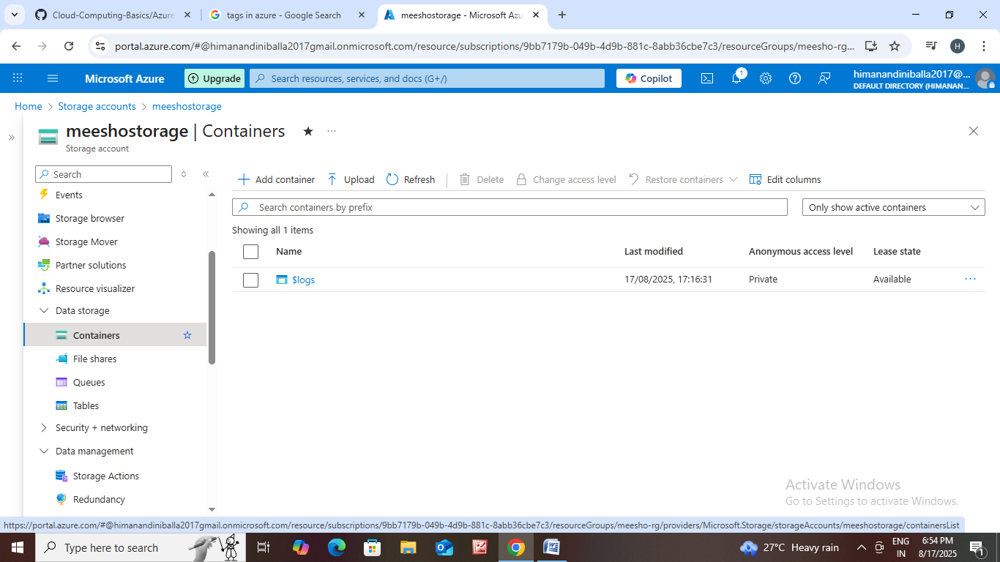 Cloud-Computing-Basics/Azure
tags in azure - Google Search
meeshostorage - Microsoft Azu
portal.azure.com/#@himanandiniballa2017gmail.onmicrosoft.com/resource/subscriptions/9bb7179b-049b-4d9b-881c-8abb36cbe7c3/resourceGroups/meesho-rg...
H
Microsoft Azure
Upgrade
Search resources, services, and docs (G+/)
Copilot
1
himanandiniballa2017@...
DEFAULT DIRECTORY (HIMANAN...
Home > Storage accounts > meeshostorage
meeshostorage | Containers
Storage account
Search
Add container
Upload
Refresh
Delete
Change access level
Restore containers
Edit columns
Events
Storage browser
Storage Mover
Partner solutions
Resource visualizer
Data storage
Containers
File shares
Queues
Tables
Security + networking
Data management
Storage Actions
Redundancy
Search containers by prefix
Only show active containers
Showing all 1 items
Name Last modified Anonymous access level Lease state
$logs 17/08/2025, 17:16:31 Private Available
Activate Windows
Go to Settings to activate Windows.
https://portal.azure.com/#@himanandiniballa2017gmail.onmicrosoft.com/resource/subscriptions/9bb7179b-049b-4d9b-881c-8abb36cbe7c3/resourceGroups/meesho-rg/providers/Microsoft.Storage/storageAccounts/meeshostorage/containersList
Type here to search
27°C Heavy rain
ENG
IN
6:54 PM
8/17/2025
1